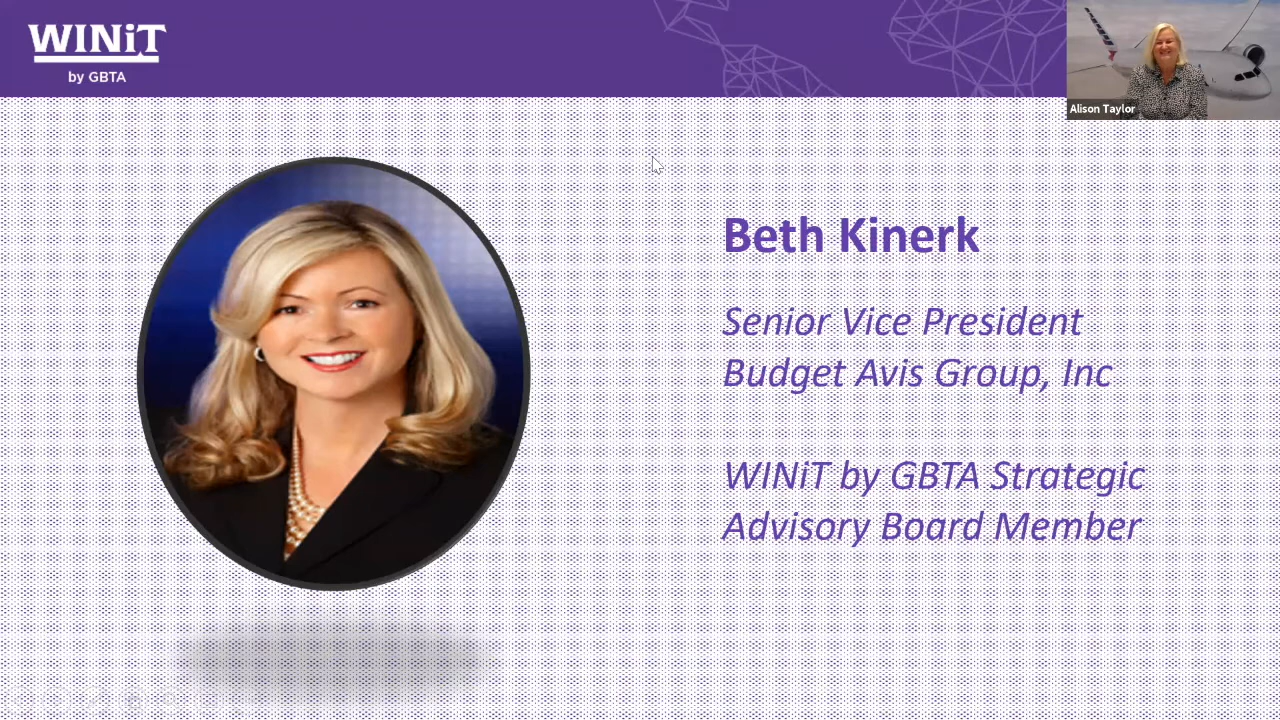 WINiT
by GBTA
Alison Taylor
Beth Kinerk
Senior Vice President
Budget Avis Group, Inc
WINiT by GBTA Strategic
Advisory Board Member